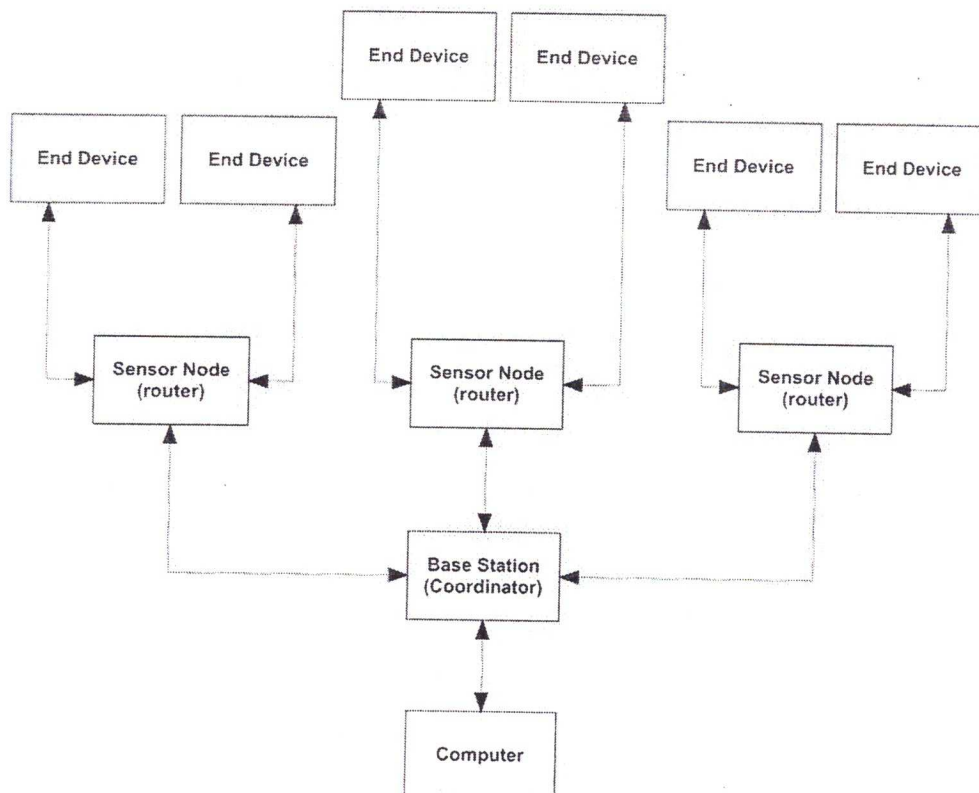 End Device
End Device
End Device
End Device
End Device
End Device
Sensor Node
(router)
Sensor Node
(router)
Sensor Node
(router)
Base Station
(Coordinator)
Computer